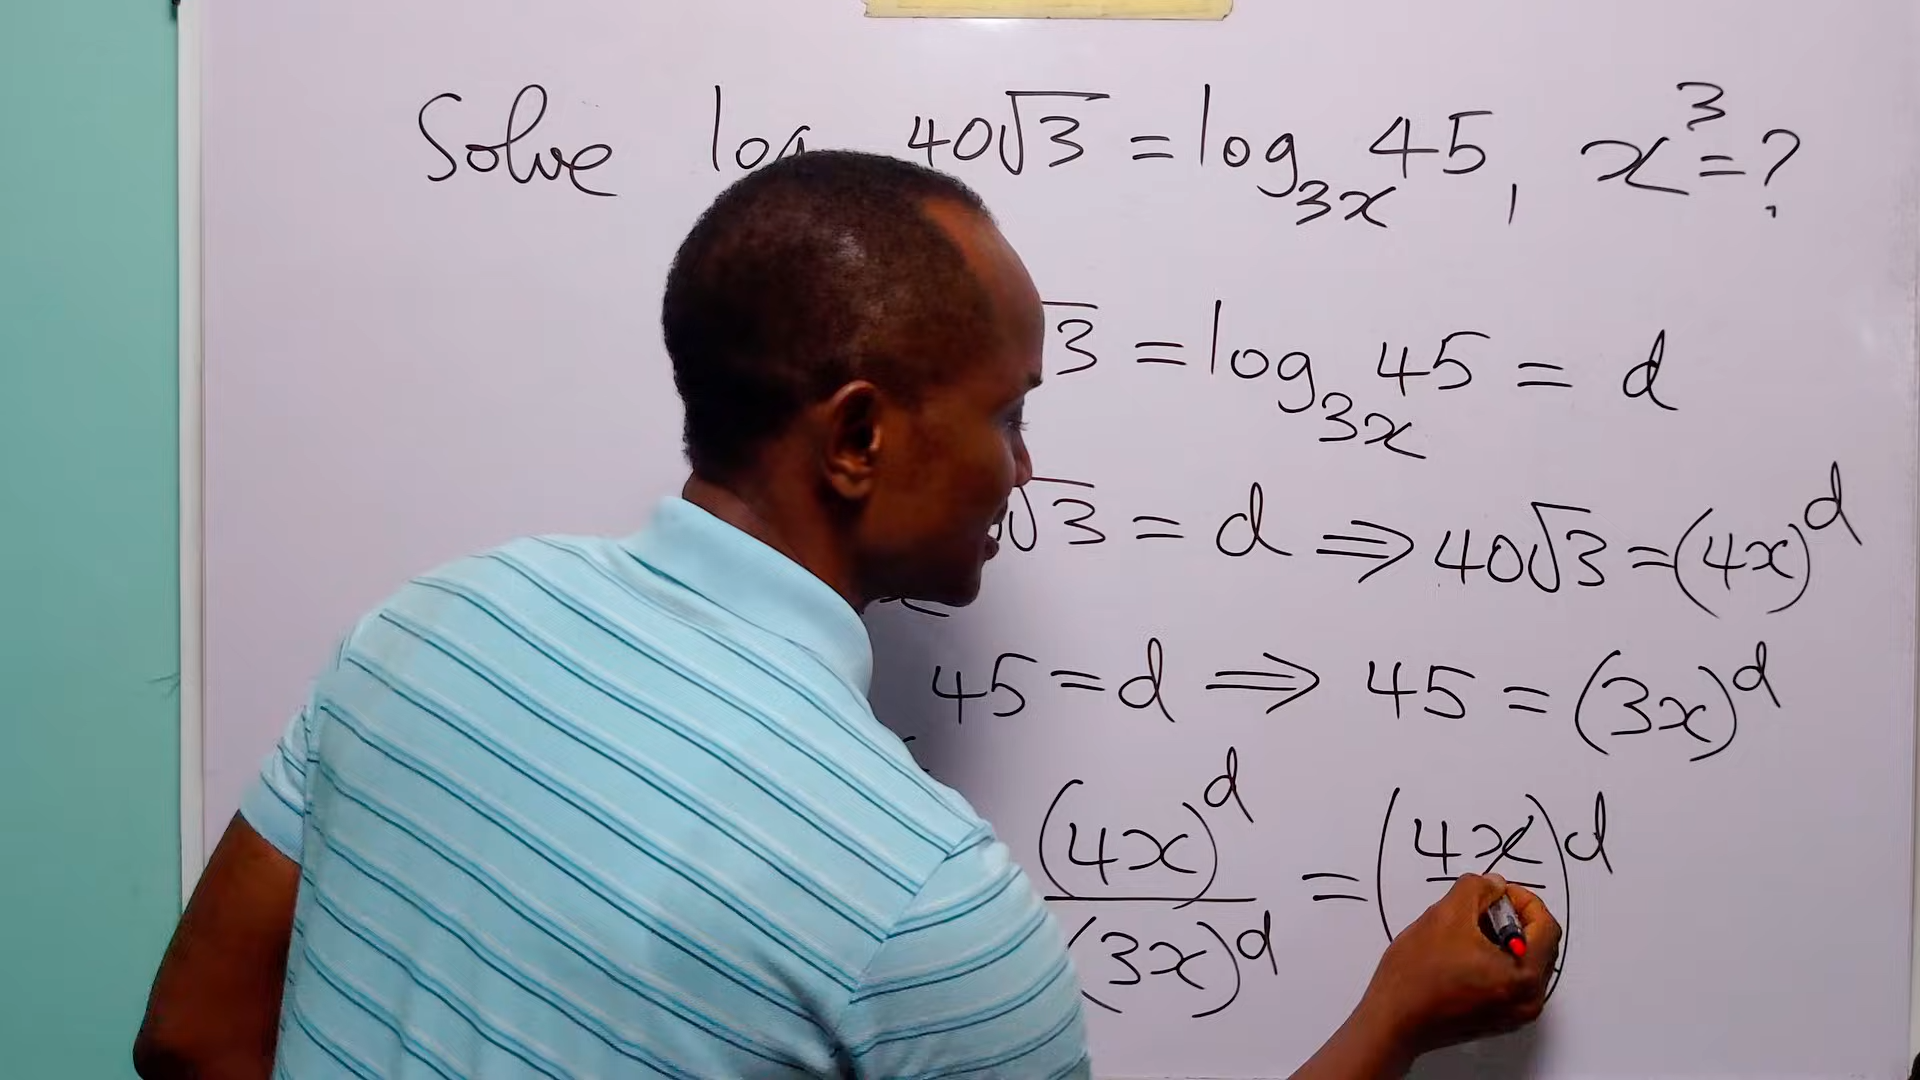 Solve log 40√3 = log₃ₓ 45, x³ = ?
√3 = log₃ₓ 45 = d
√3 = d ⟹ 40√3 = (4x)ᵈ
45 = d ⟹ 45 = (3x)ᵈ
(4x)ᵈ/(3x)ᵈ = (4x)ᵈ